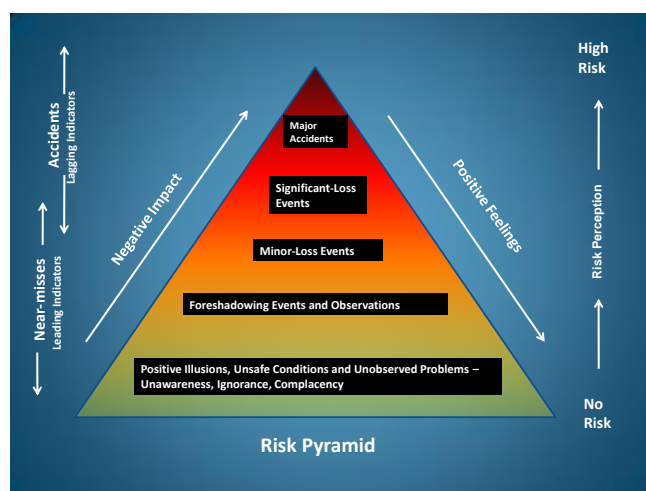 High
Risk
Accidents
Lagging Indicators
Major
Accidents
Negative Impact
Positive Feelings
Significant-Loss
Events
Risk Perception
Minor-Loss Events
Near-misses
Leading Indicators
Foreshadowing Events and Observations
Positive Illusions, Unsafe Conditions and Unobserved Problems –
Unawareness, Ignorance, Complacency
No
Risk
Risk Pyramid